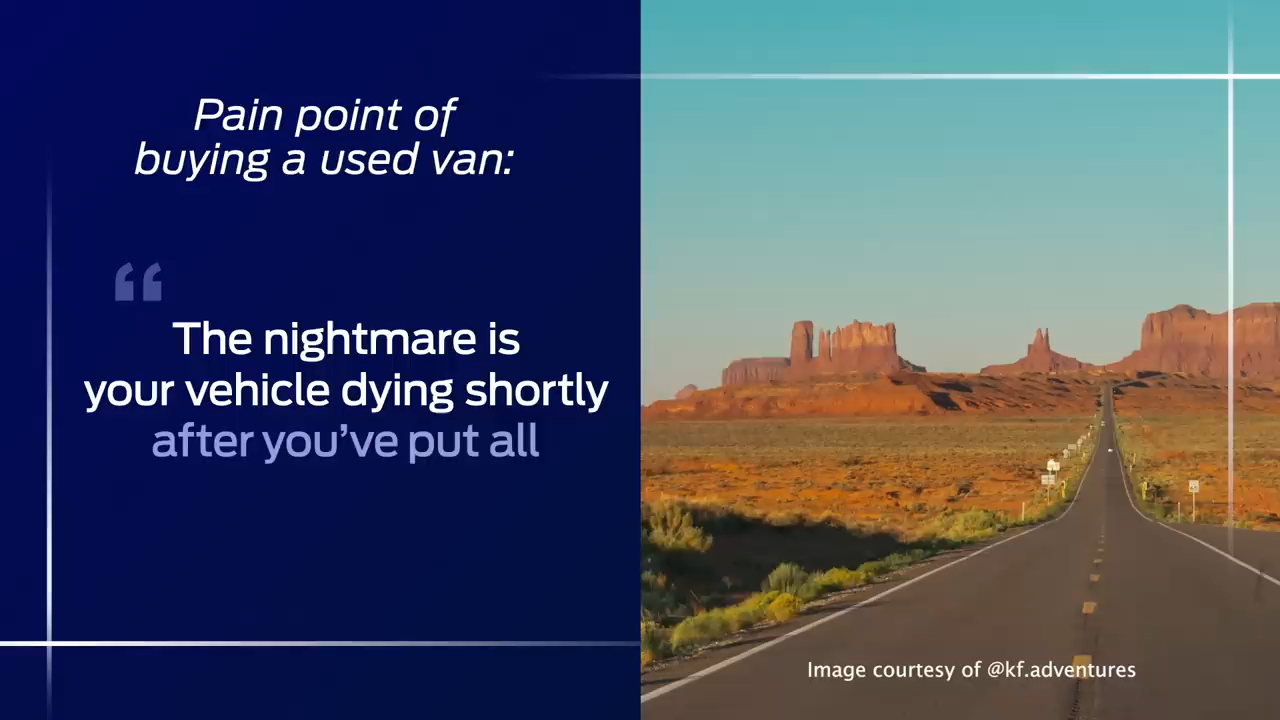 Pain point of
buying a used van:
“
The nightmare is
your vehicle dying shortly
after you’ve put all
Image courtesy of @kf.adventures